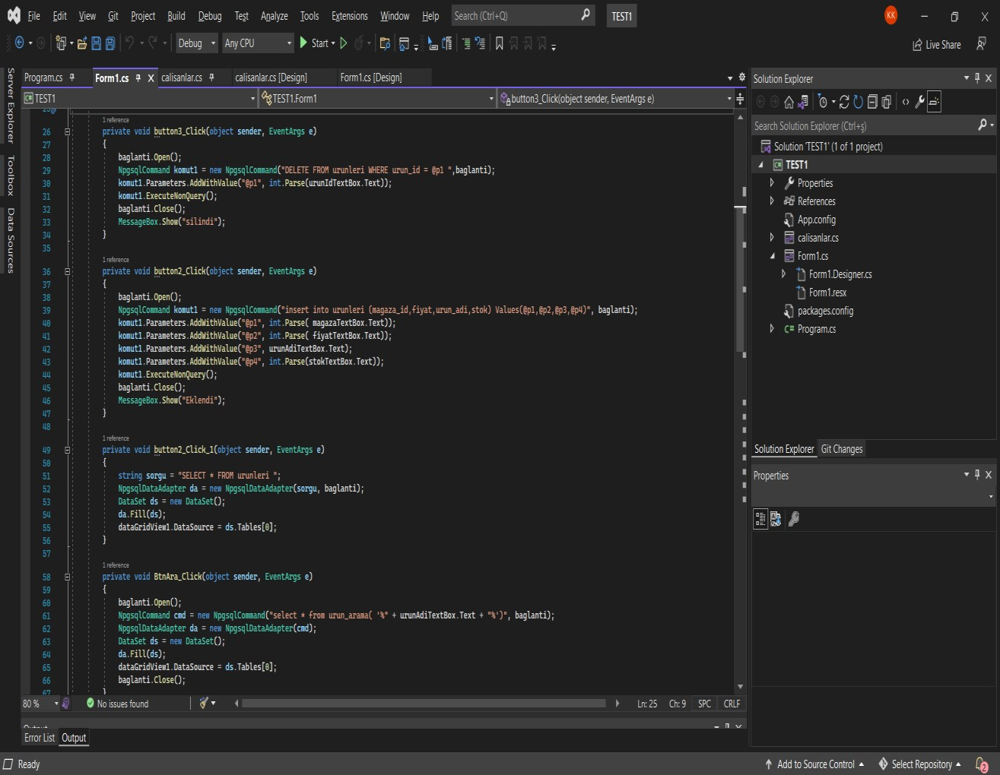 File Edit View Git Project Build Debug Test Analyze Tools Extensions Window Help Search (Ctrl+Q) TEST1 KK
Debug Any CPU Start Live Share
Server Explorer
Toolbox
Data Sources
Program.cs Form1.cs calisanlar.cs calisanlar.cs [Design] Form1.cs [Design]
TEST1 TEST1.Form1 button3_Click(object sender, EventArgs e)
25
1 reference
26 private void button3_Click(object sender, EventArgs e)
27 {
28 baglanti.Open();
29 NpgsqlCommand komut1 = new NpgsqlCommand("DELETE FROM urunleri WHERE urun_id = @p1 ",baglanti);
30 komut1.Parameters.AddWithValue("@p1", int.Parse(urunIdTextBox.Text));
31 komut1.ExecuteNonQuery();
32 baglanti.Close();
33 MessageBox.Show("silindi");
34 }
35
1 reference
36 private void button2_Click(object sender, EventArgs e)
37 {
38 baglanti.Open();
39 NpgsqlCommand komut1 = new NpgsqlCommand("insert into urunleri (magaza_id,fiyat,urun_adi,stok) Values(@p1,@p2,@p3,@p4)", baglanti);
40 komut1.Parameters.AddWithValue("@p1", int.Parse( magazaTextBox.Text));
41 komut1.Parameters.AddWithValue("@p2", int.Parse( fiyatTextBox.Text));
42 komut1.Parameters.AddWithValue("@p3", urunAdiTextBox.Text);
43 komut1.Parameters.AddWithValue("@p4", int.Parse(stokTextBox.Text));
44 komut1.ExecuteNonQuery();
45 baglanti.Close();
46 MessageBox.Show("Eklendi");
47 }
48
1 reference
49 private void button2_Click_1(object sender, EventArgs e)
50 {
51 string sorgu = "SELECT * FROM urunleri ";
52 NpgsqlDataAdapter da = new NpgsqlDataAdapter(sorgu, baglanti);
53 DataSet ds = new DataSet();
54 da.Fill(ds);
55 dataGridView1.DataSource = ds.Tables[0];
56 }
57
1 reference
58 private void BtnAra_Click(object sender, EventArgs e)
59 {
60 baglanti.Open();
61 NpgsqlCommand cmd = new NpgsqlCommand("select * from urun_arama( '%" + urunAdiTextBox.Text + "%')", baglanti);
62 NpgsqlDataAdapter da = new NpgsqlDataAdapter(cmd);
63 DataSet ds = new DataSet();
64 da.Fill(ds);
65 dataGridView1.DataSource = ds.Tables[0];
66 baglanti.Close();
67 }
80 % No issues found Ln: 25 Ch: 9 SPC CRLF
Output
Error List Output
Solution Explorer
Search Solution Explorer (Ctrl+ş)
Solution 'TEST1' (1 of 1 project)
TEST1
Properties
References
App.config
calisanlar.cs
Form1.cs
Form1.Designer.cs
Form1.resx
packages.config
Program.cs
Solution Explorer Git Changes
Properties
Ready Add to Source Control Select Repository 2